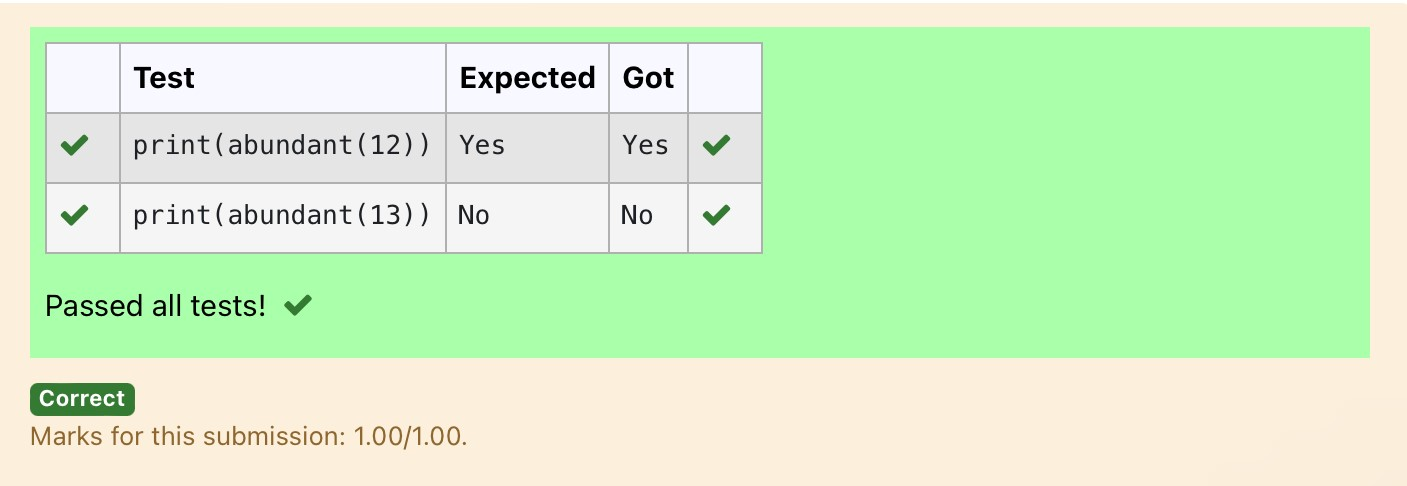 Test Expected Got
print(abundant(12)) Yes Yes
print(abundant(13)) No No
Passed all tests!
Correct
Marks for this submission: 1.00/1.00.